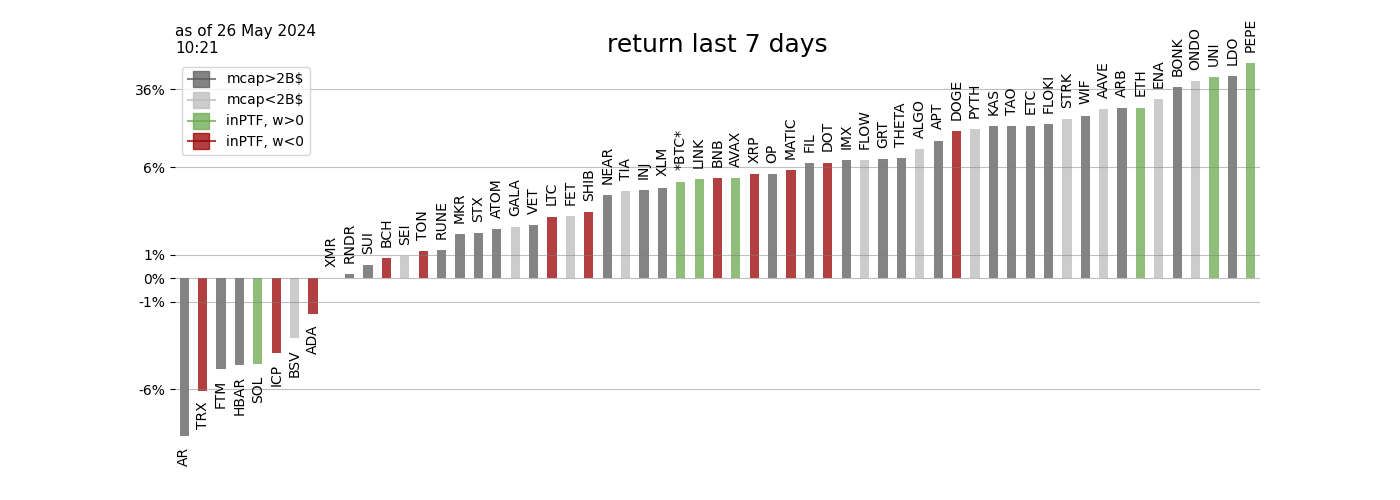 as of 26 May 2024
10:21
return last 7 days
mcap>2B$
mcap<2B$
inPTF, w>0
inPTF, w<0
36%
6%
1%
0%
-1%
-6%
AR
TRX
FTM
HBAR
SOL
ICP
BSV
ADA
XMR
RNDR
SUI
BCH
SEI
TON
RUNE
MKR
STX
ATOM
GALA
VET
LTC
FET
SHIB
NEAR
TIA
INJ
XLM
*BTC*
LINK
BNB
AVAX
XRP
OP
MATIC
FIL
DOT
IMX
FLOW
GRT
THETA
ALGO
APT
DOGE
PYTH
KAS
TAO
ETC
FLOKI
STRK
WIF
AAVE
ARB
ETH
ENA
BONK
ONDO
UNI
LDO
PEPE